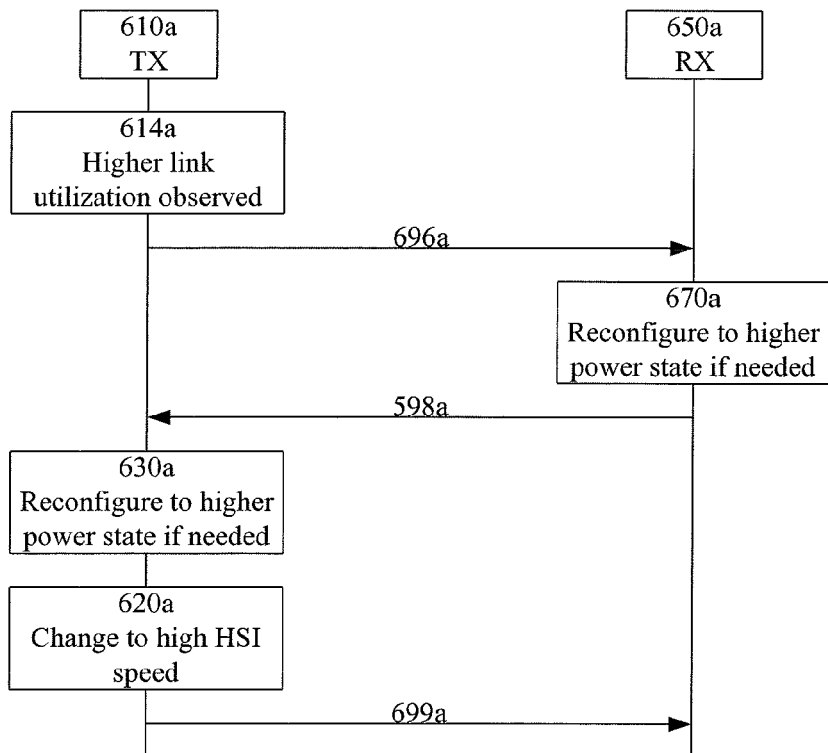 610a
TX
650a
RX
614a
Higher link
utilization observed
696a
670a
Reconfigure to higher
power state if needed
598a
630a
Reconfigure to higher
power state if needed
620a
Change to high HSI
speed
699a